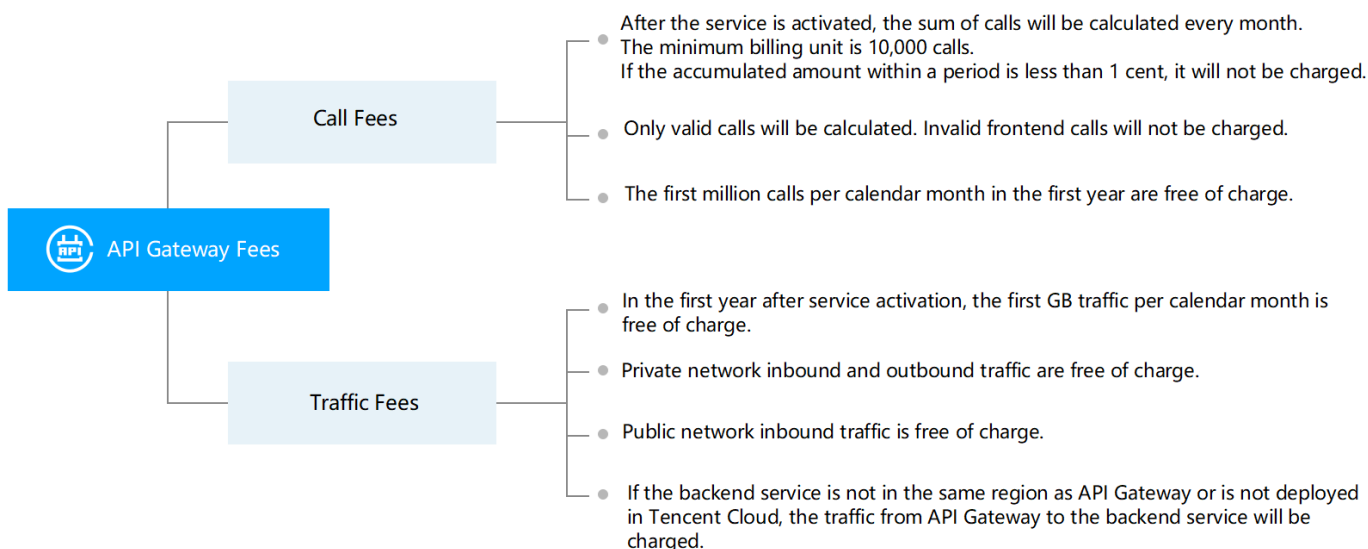 After the service is activated, the sum of calls will be calculated every month.
The minimum billing unit is 10,000 calls.
If the accumulated amount within a period is less than 1 cent, it will not be charged.
Call Fees
Only valid calls will be calculated. Invalid frontend calls will not be charged.
The first million calls per calendar month in the first year are free of charge.
API
API Gateway Fees
In the first year after service activation, the first GB traffic per calendar month is
free of charge.
Private network inbound and outbound traffic are free of charge.
Traffic Fees
Public network inbound traffic is free of charge.
If the backend service is not in the same region as API Gateway or is not deployed
in Tencent Cloud, the traffic from API Gateway to the backend service will be
charged.